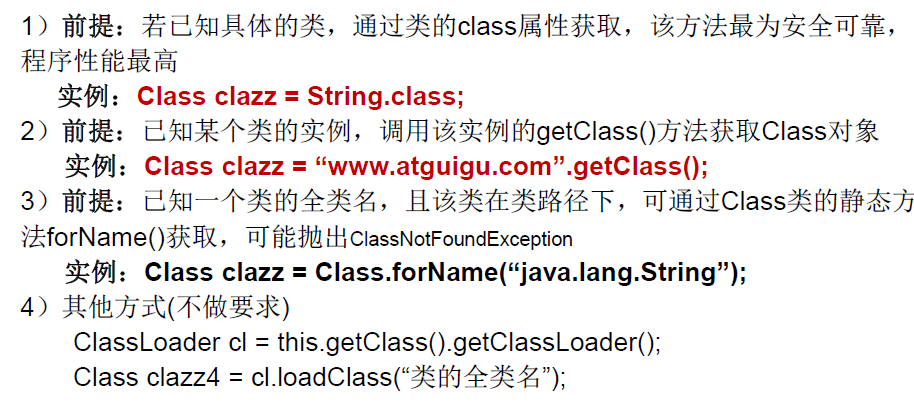 1）前提：若已知具体的类，通过类的class属性获取，该方法最为安全可靠，
程序性能最高
实例：Class clazz = String.class;
2）前提：已知某个类的实例，调用该实例的getClass()方法获取Class对象
实例：Class clazz = “www.atguigu.com”.getClass();
3）前提：已知一个类的全类名，且该类在类路径下，可通过Class类的静态方
法forName()获取，可能抛出ClassNotFoundException
实例：Class clazz = Class.forName(“java.lang.String”);
4）其他方式(不做要求)
ClassLoader cl = this.getClass().getClassLoader();
Class clazz4 = cl.loadClass(“类的全类名”);